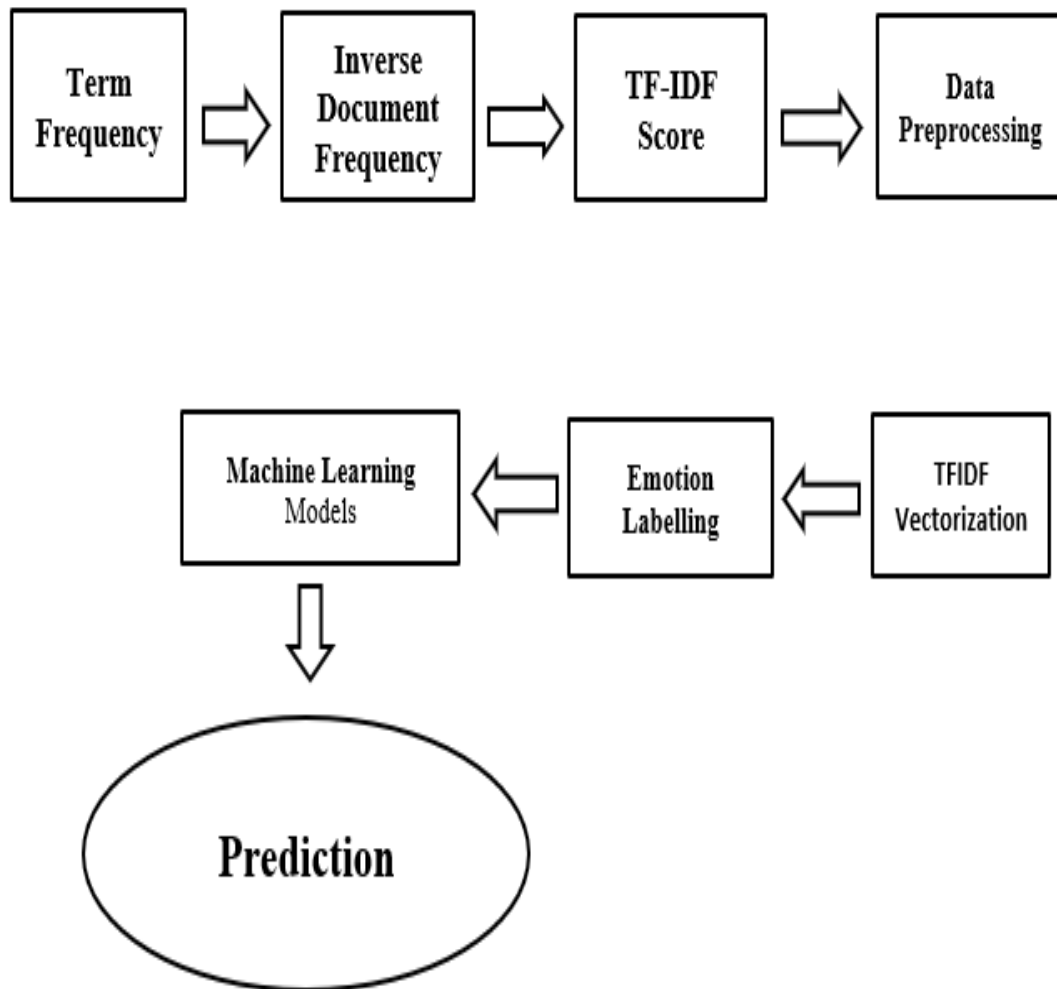 Term
Frequency
Inverse
Document
Frequency
TF-IDF
Score
Data
Preprocessing
TFIDF
Vectorization
Emotion
Labelling
Machine Learning
Models
Prediction